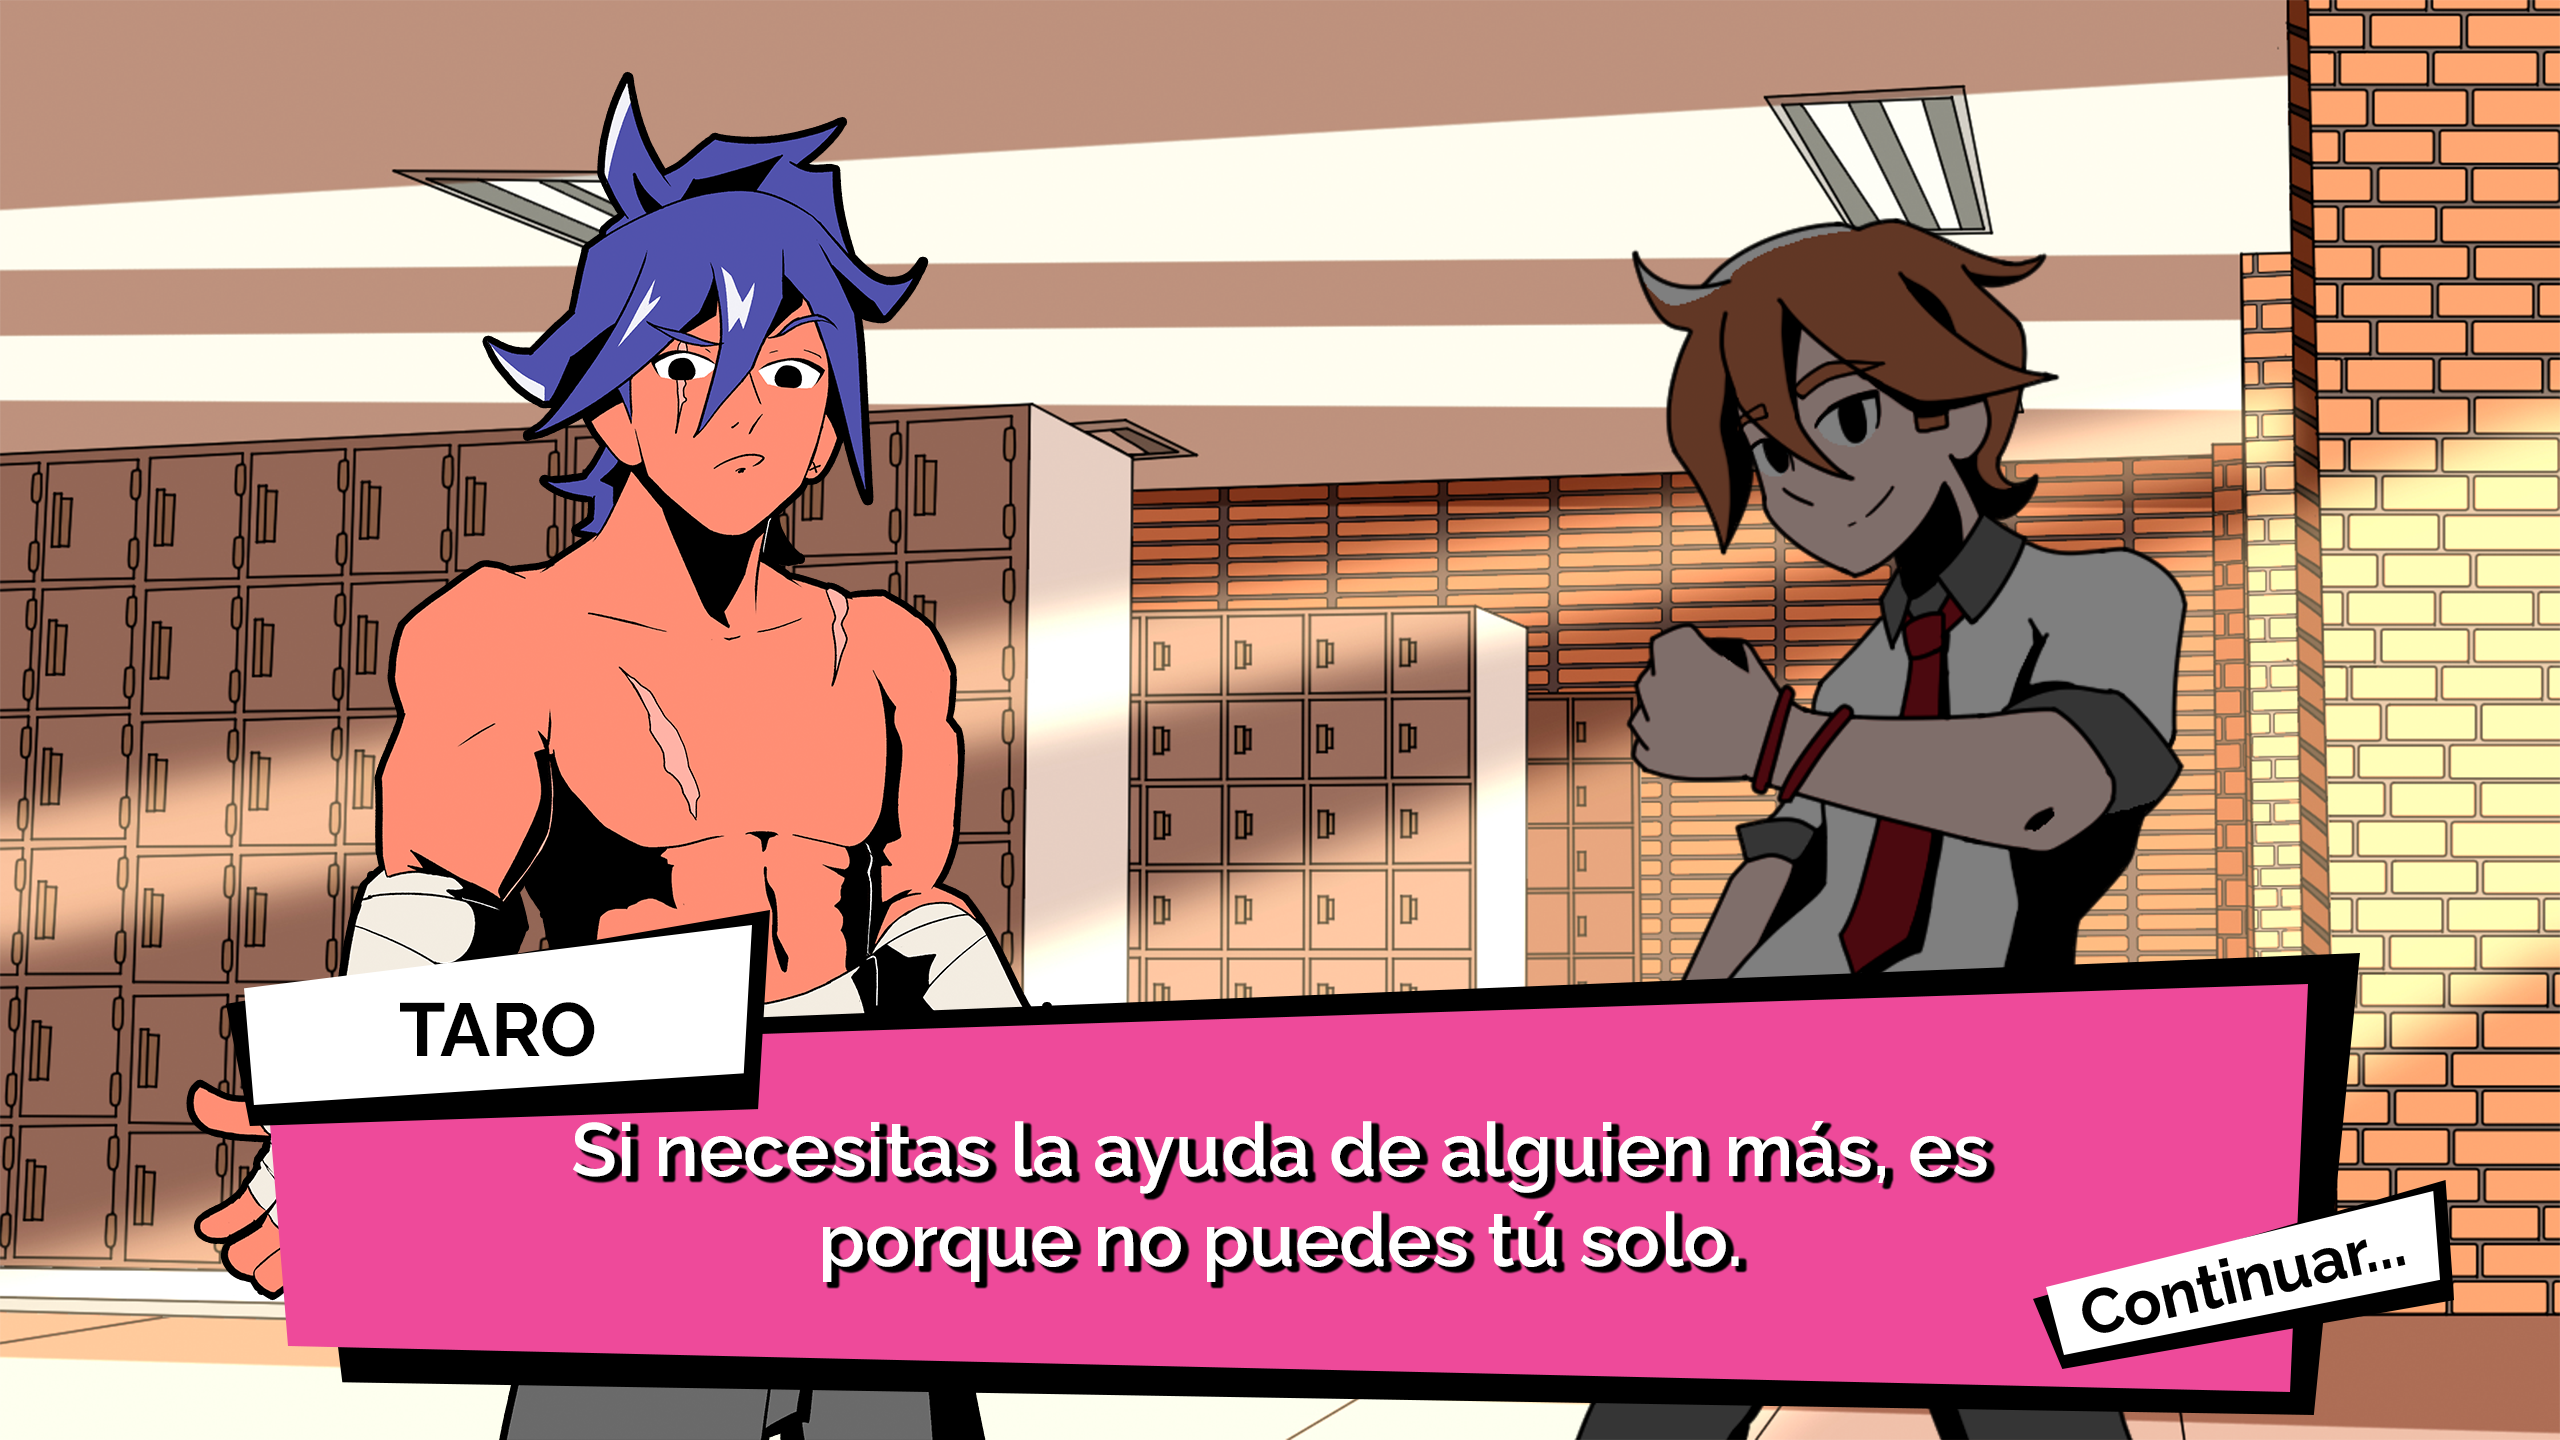 TARO
Si necesitas la ayuda de alguien más, es
porque no puedes tú solo.
Continuar...